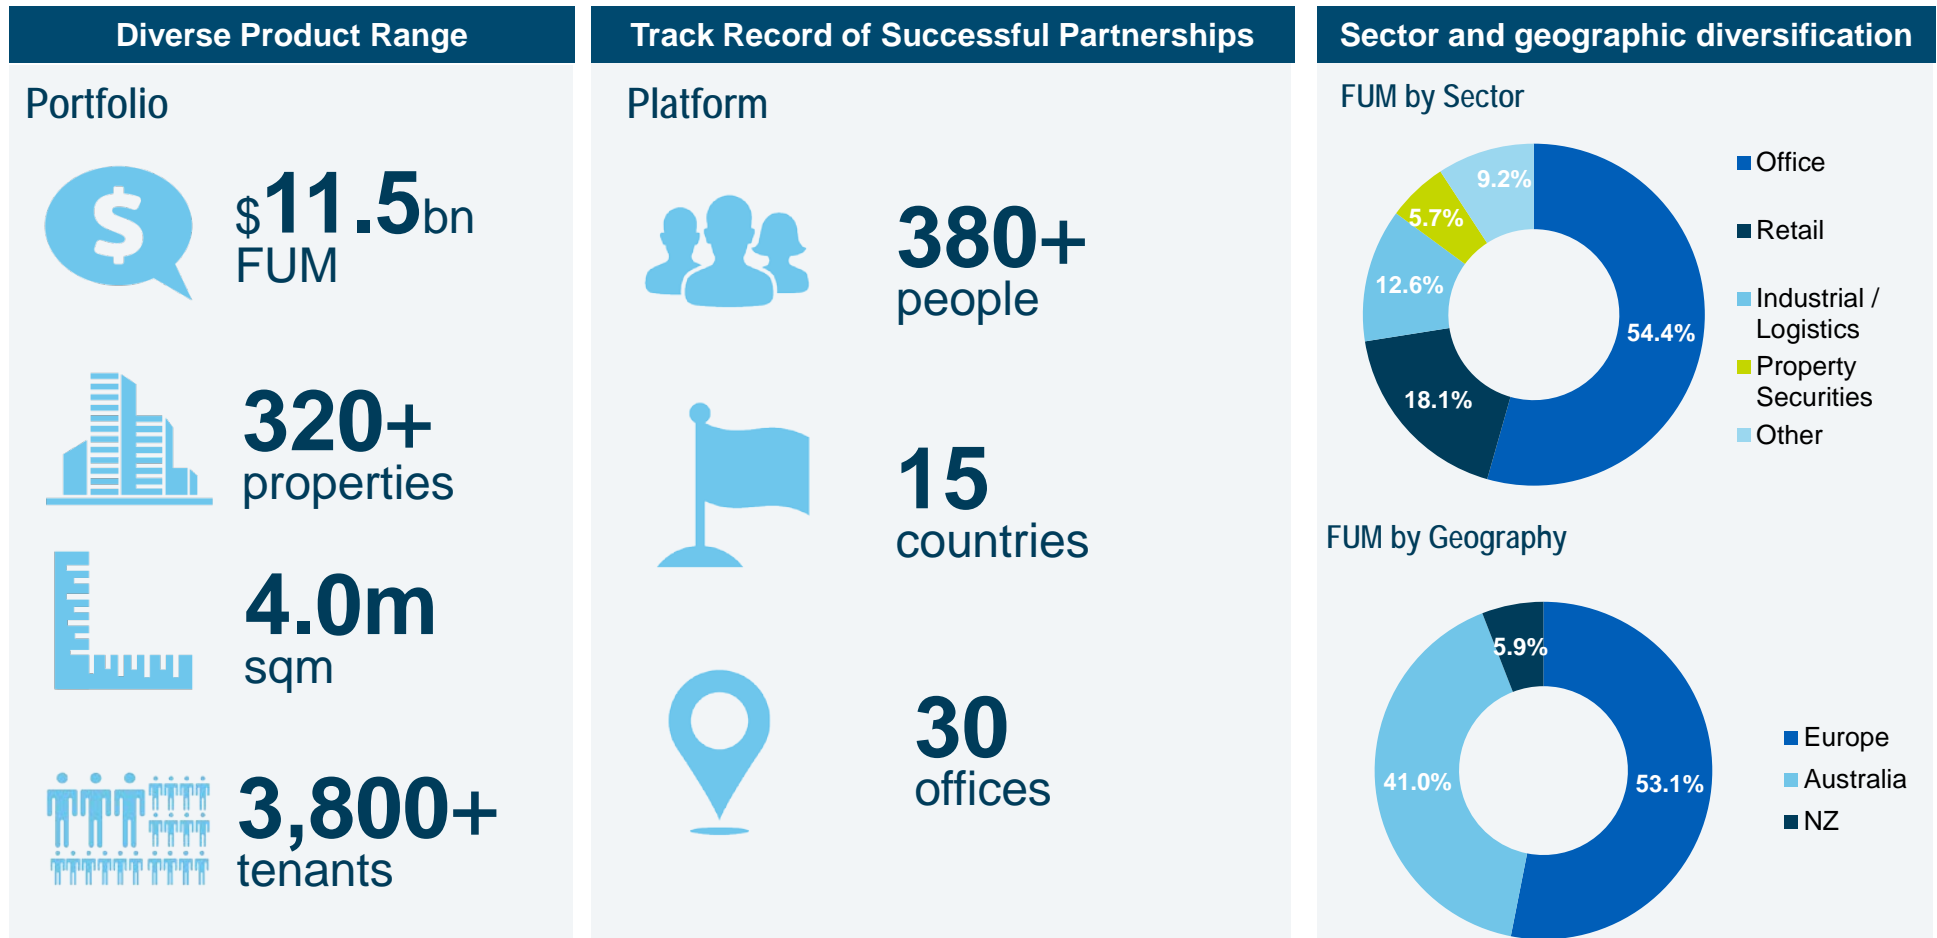 Diverse Product Range
Portfolio
$
$11.5bn
FUM
320+
properties
4.0m
sqm
3,800+
tenants
Track Record of Successful Partnerships
Platform
380+
people
15
countries
30
offices
Sector and geographic diversification
FUM by Sector
9.2%
5.7%
12.6%
54.4%
18.1%
Office
Retail
Industrial /
Logistics
Property
Securities
Other
FUM by Geography
5.9%
41.0%
53.1%
Europe
Australia
NZ